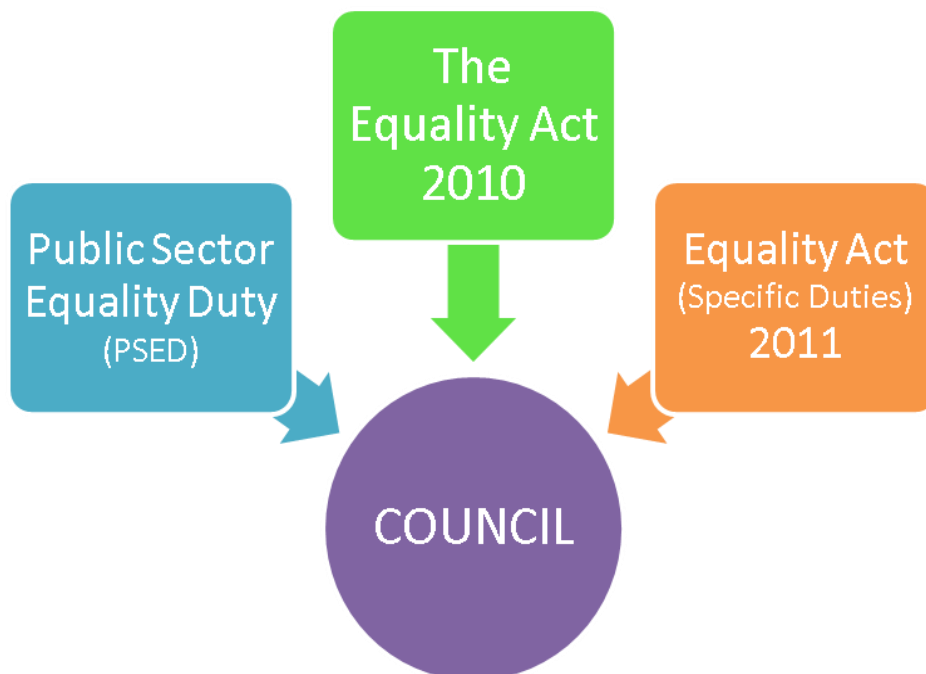 The
Equality Act
2010
Public Sector
Equality Duty
(PSED)
Equality Act
(Specific Duties)
2011
COUNCIL